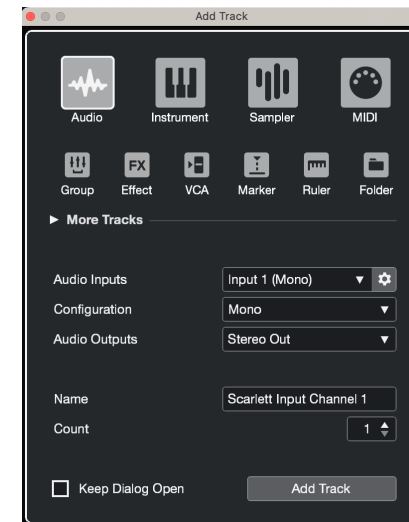 Add Track
Audio Instrument Sampler MIDI
FX
Group Effect VCA Marker Ruler Folder
More Tracks
Audio Inputs Input 1 (Mono)
Configuration Mono
Audio Outputs Stereo Out
Name Scarlett Input Channel 1
Count 1
Keep Dialog Open Add Track